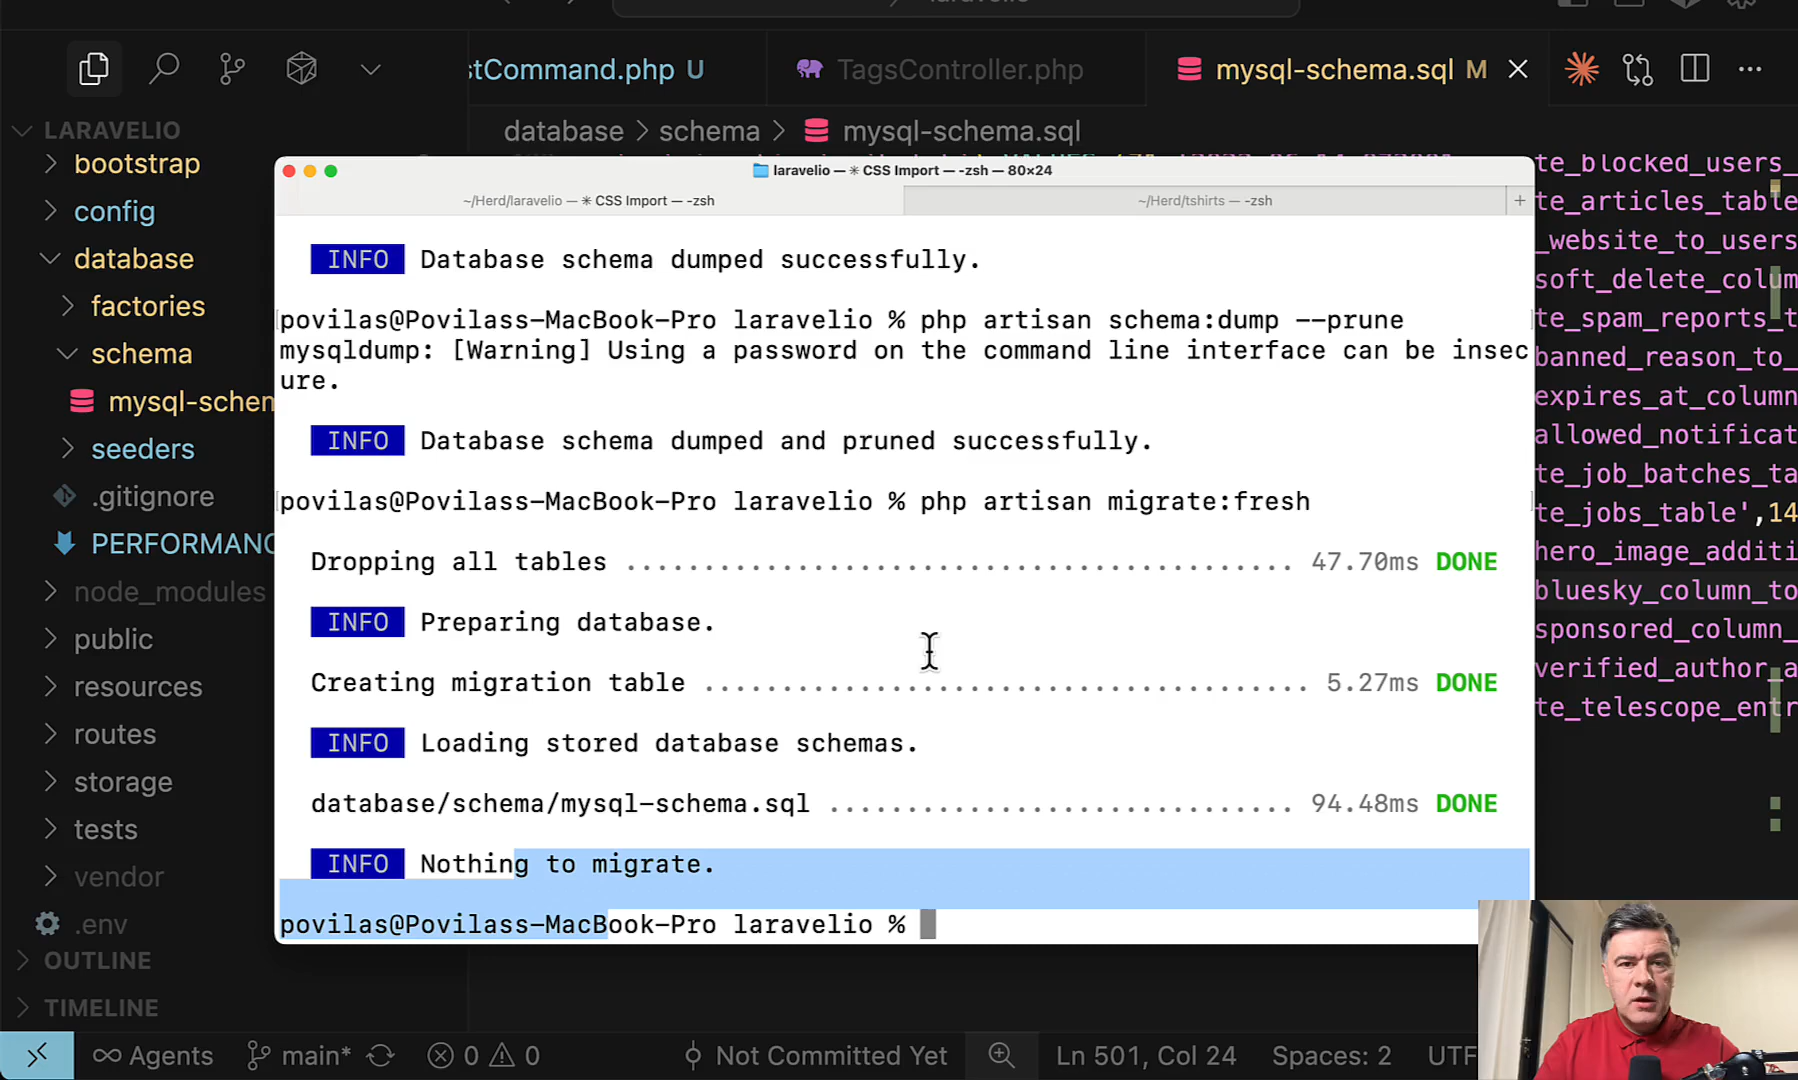 laravelio
stCommand.php U
TagsController.php
mysql-schema.sql M
LARAVELIO
database > schema > mysql-schema.sql
bootstrap
config
database
factories
schema
mysql-schem
seeders
.gitignore
PERFORMANC
node_modules
public
resources
routes
storage
tests
vendor
.env
OUTLINE
TIMELINE
laravelio — ✳ CSS Import — -zsh — 80×24
~/Herd/laravelio — ✳ CSS Import — -zsh
~/Herd/tshirts — -zsh
+
INFO Database schema dumped successfully.
povilas@Povilass-MacBook-Pro laravelio % php artisan schema:dump --prune
mysqldump: [Warning] Using a password on the command line interface can be insec
ure.
INFO Database schema dumped and pruned successfully.
povilas@Povilass-MacBook-Pro laravelio % php artisan migrate:fresh
Dropping all tables ........................................... 47.70ms DONE
INFO Preparing database.
Creating migration table ....................................... 5.27ms DONE
INFO Loading stored database schemas.
database/schema/mysql-schema.sql .............................. 94.48ms DONE
INFO Nothing to migrate.
povilas@Povilass-MacBook-Pro laravelio %
te_blocked_users_
te_articles_table
_website_to_users
soft_delete_colum
te_spam_reports_t
banned_reason_to_
expires_at_column
allowed_notificat
te_job_batches_ta
te_jobs_table',14
hero_image_additi
bluesky_column_to
sponsored_column_
verified_author_a
te_telescope_entr
Agents
main*
0
0
Not Committed Yet
Ln 501, Col 24
Spaces: 2
UTF